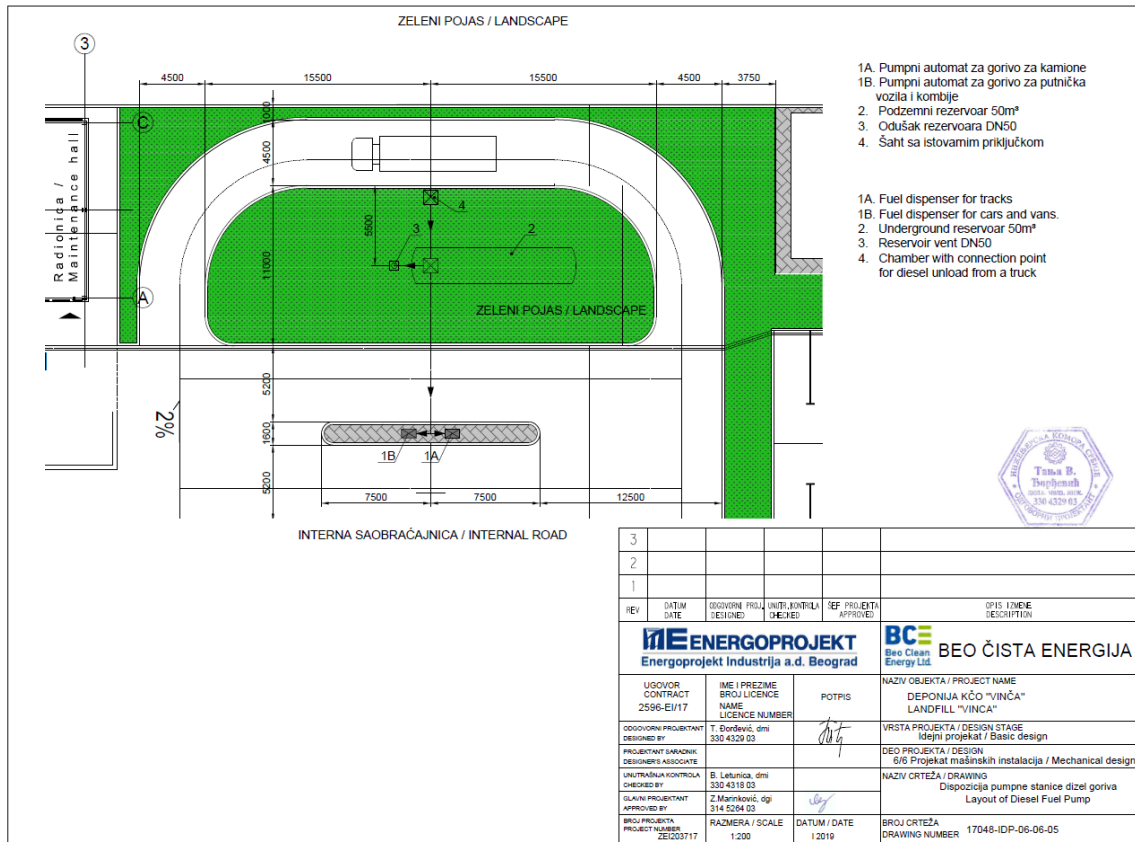 ZELENI POJAS / LANDSCAPE
3
4500
15500
15500
4500
3750
1000
4500
11000
5500
5200
1600
5200
C
A
Radionica /
Maintenance hall
4
3
2
ZELENI POJAS / LANDSCAPE
2%
1B
1A
7500
7500
12500
INTERNA SAOBRAĆAJNICA / INTERNAL ROAD
1A. Pumpni automat za gorivo za kamione
1B. Pumpni automat za gorivo za putnička
vozila i kombije
2. Podzemni rezervoar 50m³
3. Odušak rezervoara DN50
4. Šaht sa istovarnim priključkom
1A. Fuel dispenser for tracks
1B. Fuel dispenser for cars and vans.
2. Underground reservoar 50m³
3. Reservoir vent DN50
4. Chamber with connection point
for diesel unload from a truck
ИНЖЕЊЕРСКА КОМОРА СРБИЈЕ
Тања В.
Ђорђевић
330 4329 03
ОДГОВОРНИ ПРОЈЕКТАНТ
3
2
1
REV
DATUM
DATE
ODGOVORNI PROJ.
DESIGNED
UNUTR.KONTROLA
CHECKED
ŠEF PROJEKTA
APPROVED
OPIS IZMENE
DESCRIPTION
ENERGOPROJEKT
Energoprojekt Industrija a.d. Beograd
BCE
Beo Clean
Energy Ltd.
BEO ČISTA ENERGIJA
UGOVOR
CONTRACT
2596-EI/17
IME I PREZIME
BROJ LICENCE
NAME
LICENCE NUMBER
POTPIS
NAZIV OBJEKTA / PROJECT NAME
DEPONIJA KČO "VINČA"
LANDFILL "VINCA"
ODGOVORNI PROJEKTANT
DESIGNED BY
T. Đorđević, dmi
330 4329 03
VRSTA PROJEKTA / DESIGN STAGE
Idejni projekat / Basic design
PROJEKTANT SARADNIK
DESIGNER'S ASSOCIATE
DEO PROJEKTA / DESIGN
6/6 Projekat mašinskih instalacija / Mechanical design
UNUTRAŠNJA KONTROLA
CHECKED BY
B. Letunica, dmi
330 4318 03
NAZIV CRTEŽA / DRAWING
Dispozicija pumpne stanice dizel goriva
Layout of Diesel Fuel Pump
GLAVNI PROJEKTANT
APPROVED BY
Z.Marinković, dgi
314 5264 03
BROJ PROJEKTA
PROJECT NUMBER
ZEI203717
RAZMERA / SCALE
1:200
DATUM / DATE
I 2019
BROJ CRTEŽA
DRAWING NUMBER 17048-IDP-06-06-05